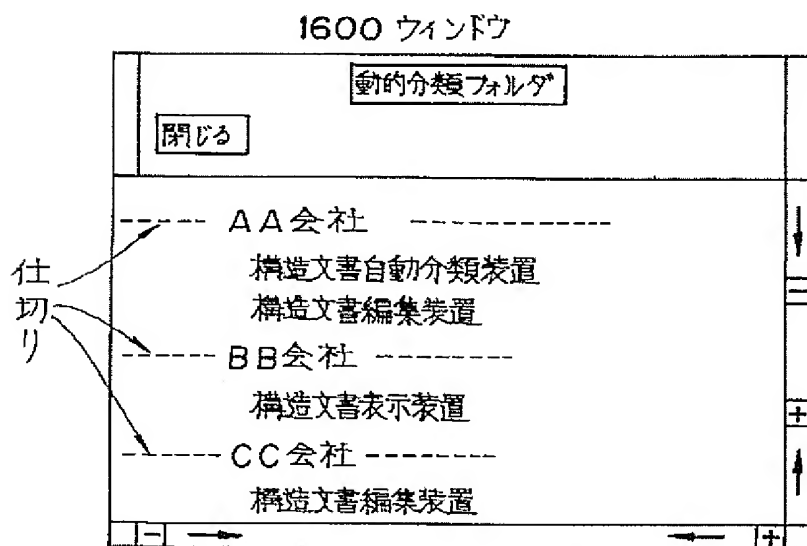 1600 ウィンドウ
動的分類フォルダ
閉じる
仕切り
AA会社
構造文書自動分類装置
構造文書編集装置
BB会社
構造文書表示装置
CC会社
構造文書編集装置